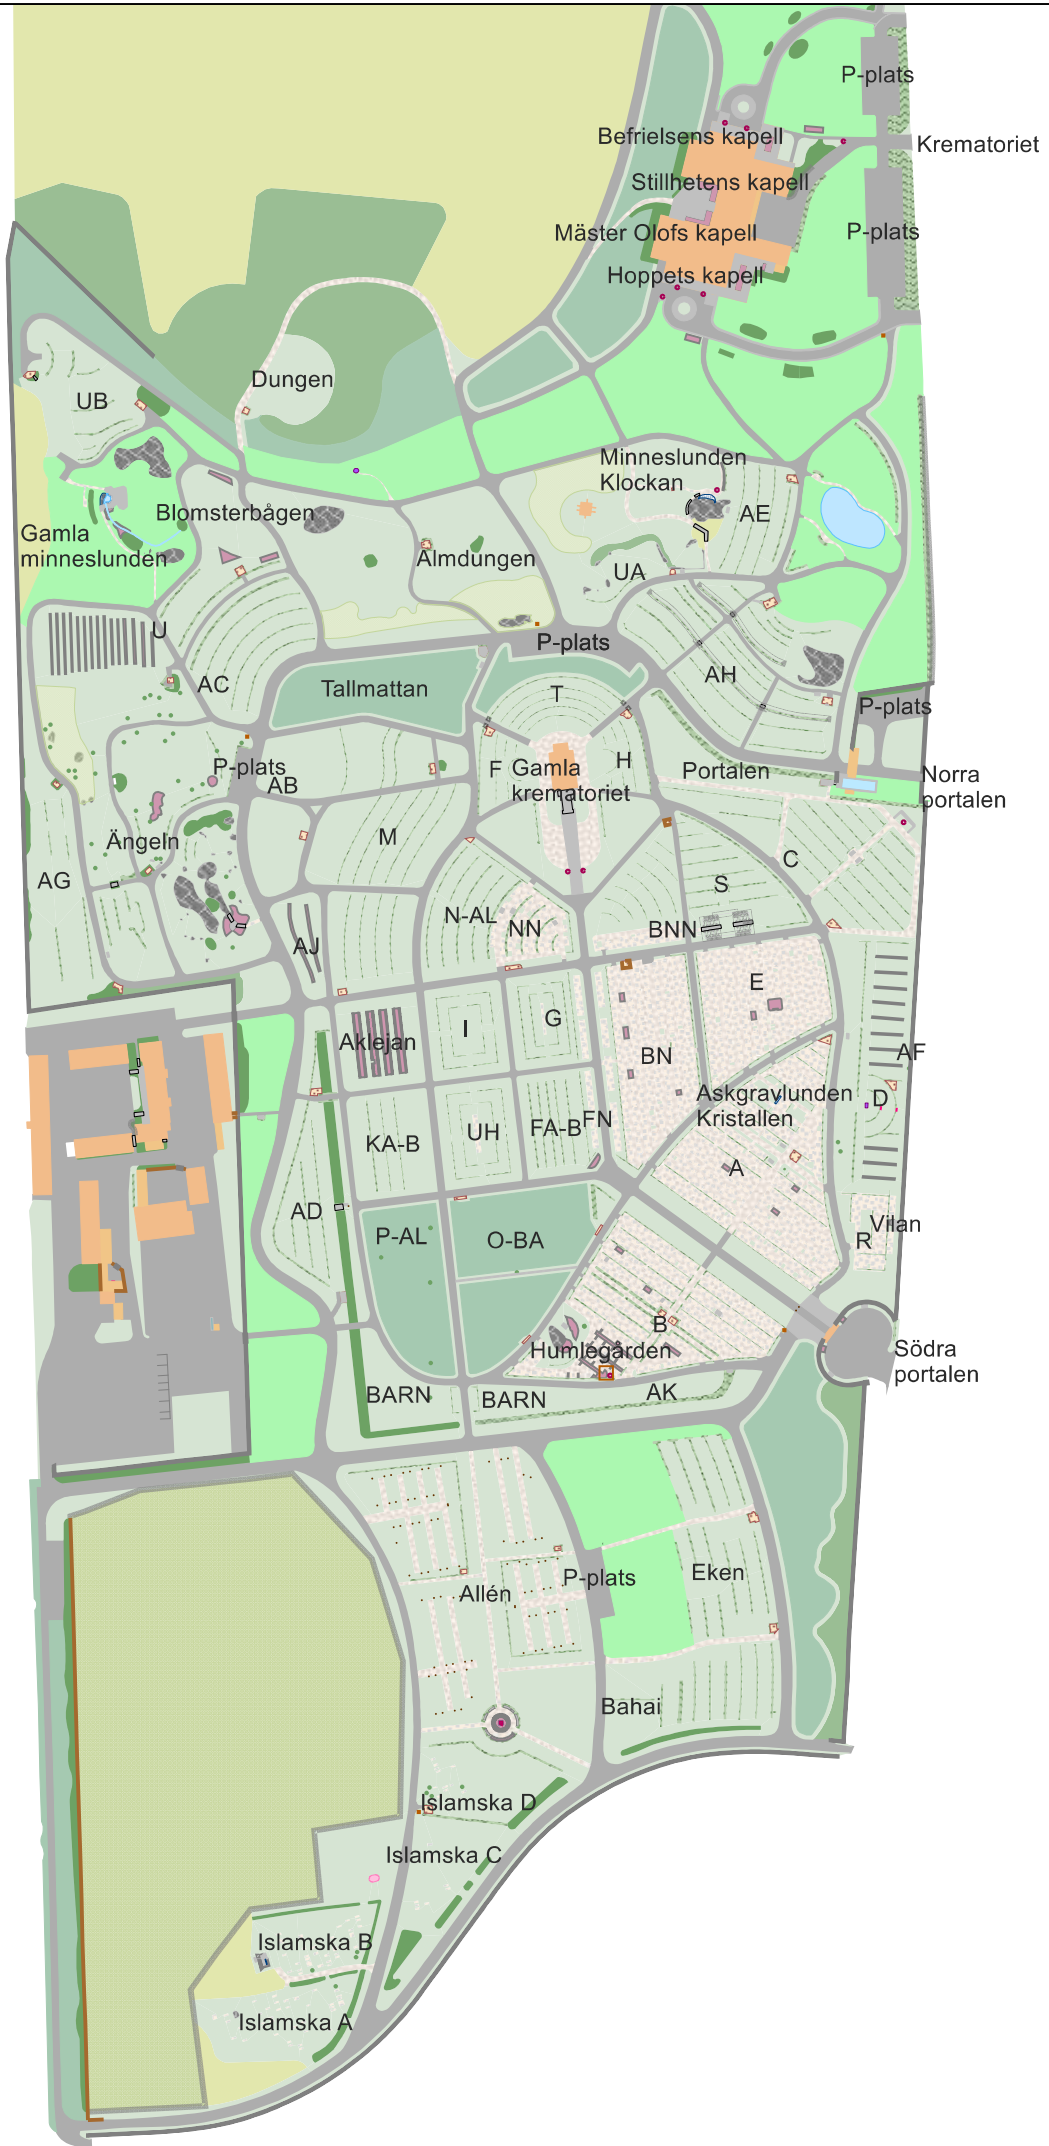 P-plats
Befrielsens kapell
Krematoriet
Stillhetens kapell
Mäster Olofs kapell
P-plats
Hoppets kapell
Dungen
UB
Minneslunden
Klockan
Blomsterbågen
AE
Gamla
minneslunden
Almdungen
UA
U
P-plats
AC
Tallmattan
T
AH
P-plats
P-plats
AB
F
Gamla
krematoriet
H
Portalen
Norra
portalen
Ängeln
M
AG
C
S
N-AL
NN
BNN
AJ
E
Aklejan
I
G
BN
AF
Askgravlunden
Kristallen
D
KA-B
UH
FA-B
FN
A
AD
P-AL
O-BA
Vilan
R
B
Humlegården
Södra
portalen
BARN
BARN
AK
Allén
P-plats
Eken
Bahai
Islamska D
Islamska C
Islamska B
Islamska A